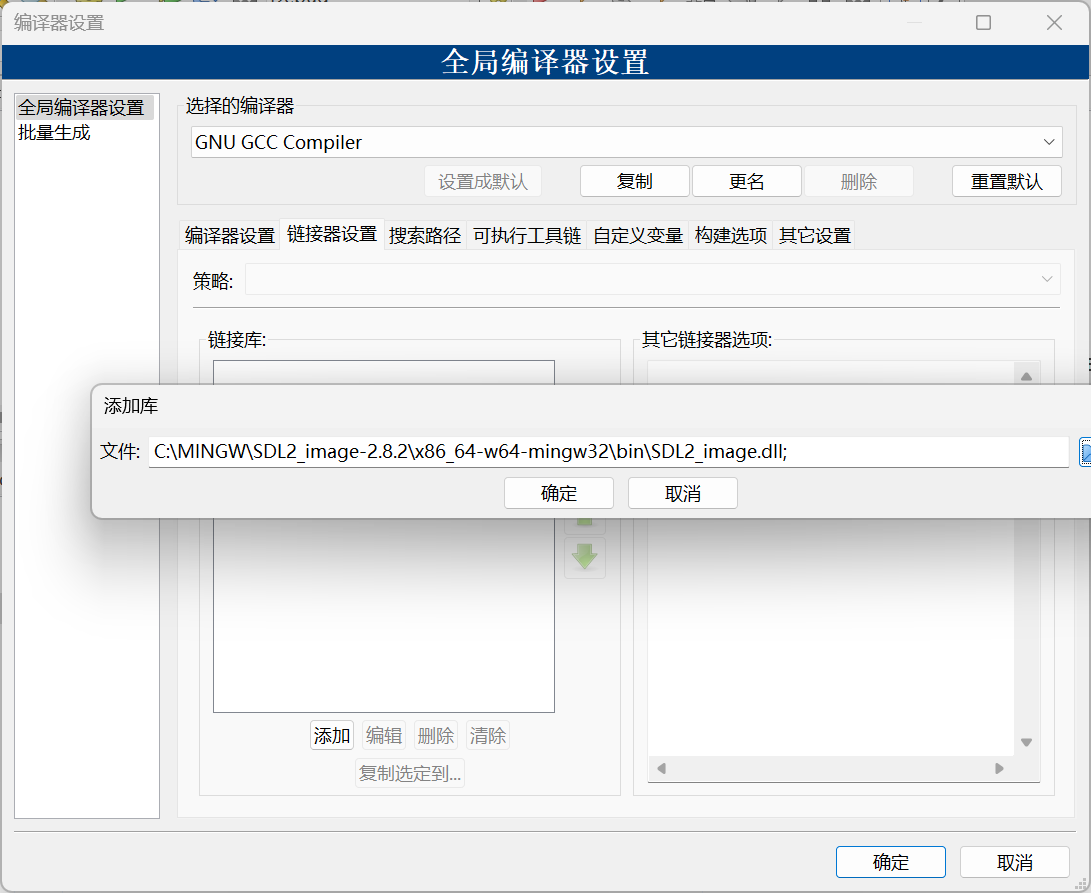 编译器设置
全局编译器设置
全局编译器设置
批量生成
选择的编译器
GNU GCC Compiler
设置成默认 复制 更名 删除 重置默认
编译器设置 链接器设置 搜索路径 可执行工具链 自定义变量 构建选项 其它设置
策略:
链接库: 其它链接器选项:
添加库
文件: C:\MINGW\SDL2_image-2.8.2\x86_64-w64-mingw32\bin\SDL2_image.dll;
确定 取消
添加 编辑 删除 清除
复制选定到...
确定 取消